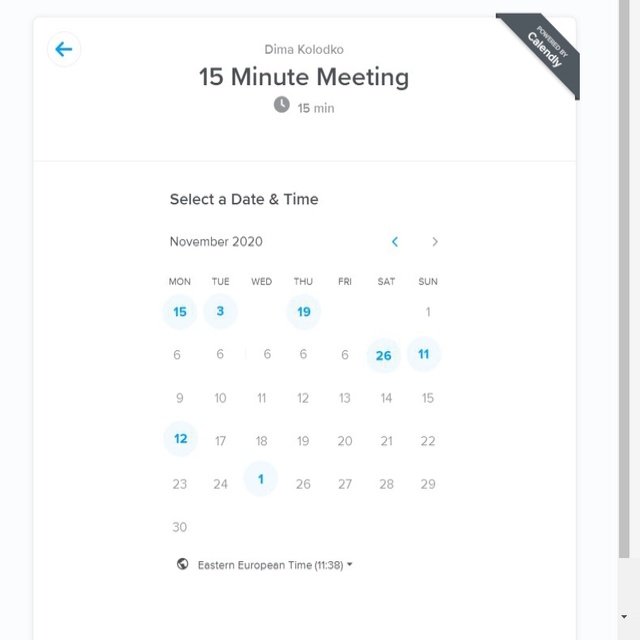 POWERED BY
Calendly
Dima Kolodko
15 Minute Meeting
15 min
Select a Date & Time
November 2020
MON TUE WED THU FRI SAT SUN
15 3 19 1
6 6 6 6 6 26 11
9 10 11 12 13 14 15
12 17 18 19 20 21 22
23 24 1 26 27 28 29
30
Eastern European Time (11:38)